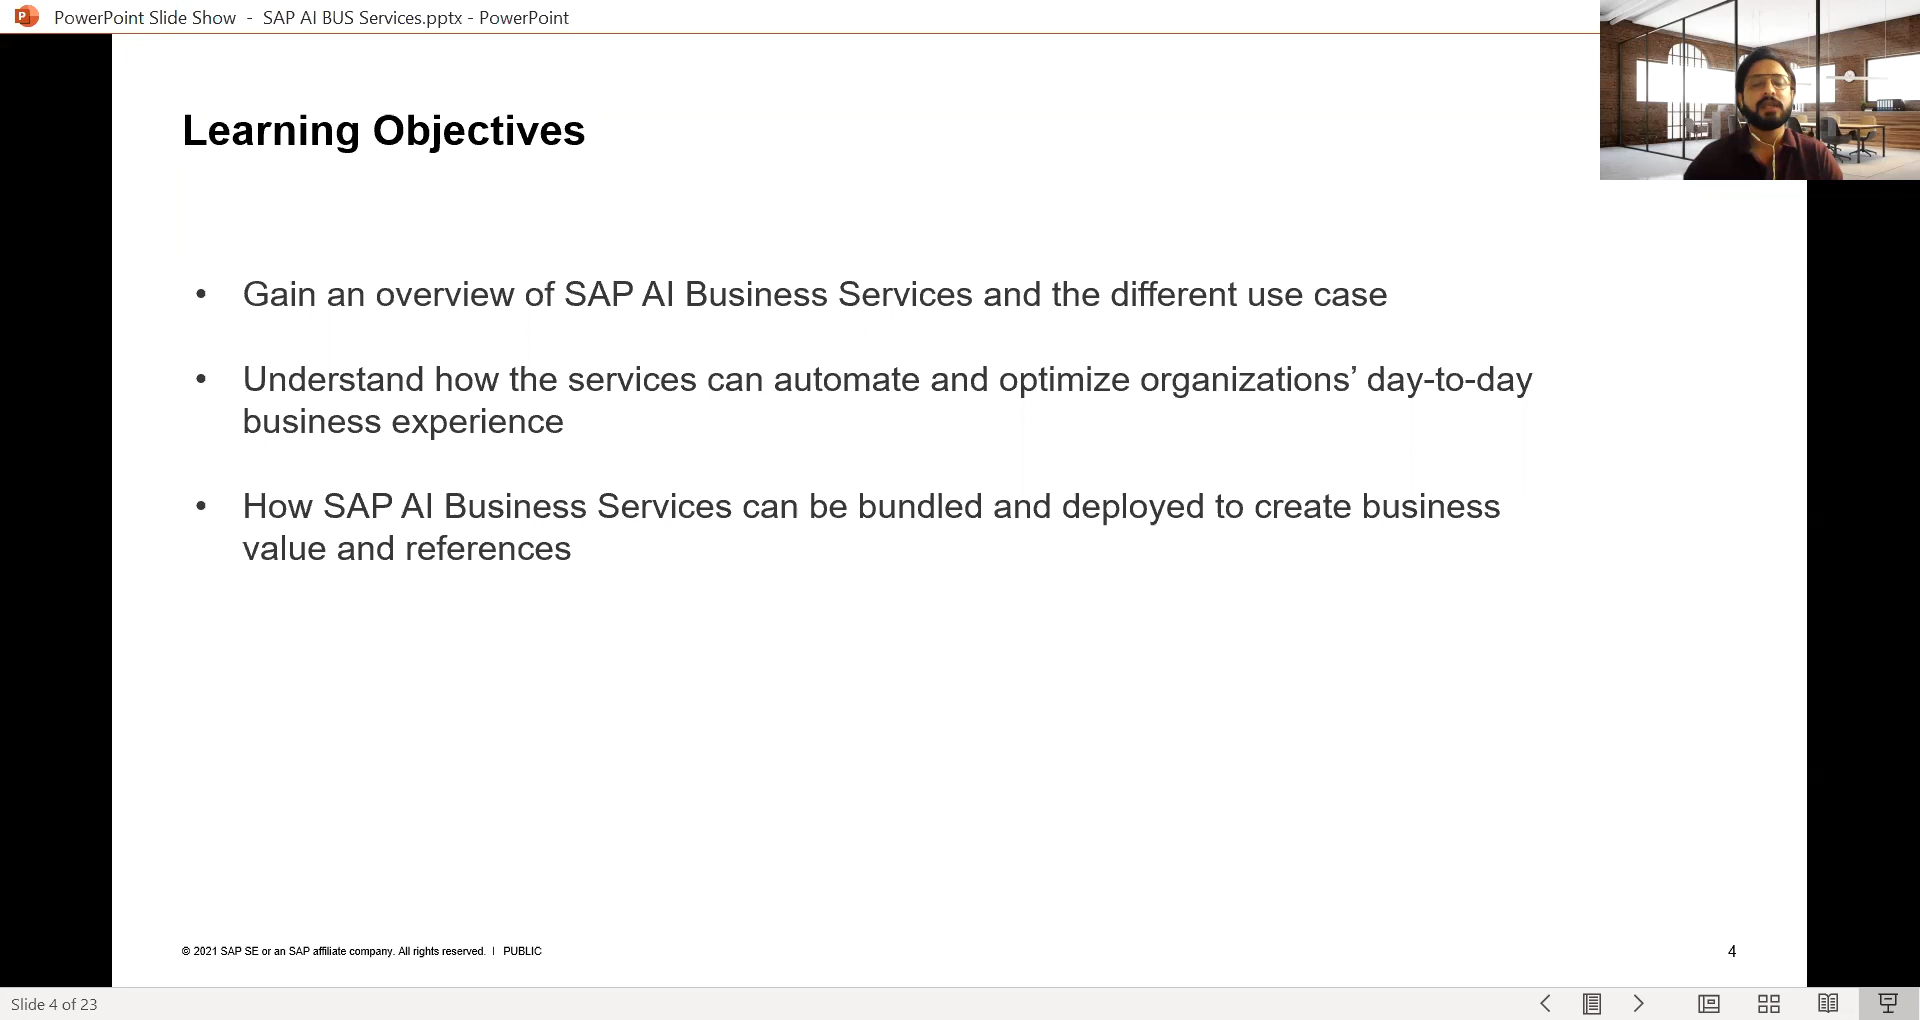 PowerPoint Slide Show - SAP AI BUS Services.pptx - PowerPoint
Learning Objectives
• Gain an overview of SAP AI Business Services and the different use case
• Understand how the services can automate and optimize organizations’ day-to-day
business experience
• How SAP AI Business Services can be bundled and deployed to create business
value and references
© 2021 SAP SE or an SAP affiliate company. All rights reserved. | PUBLIC
4
Slide 4 of 23